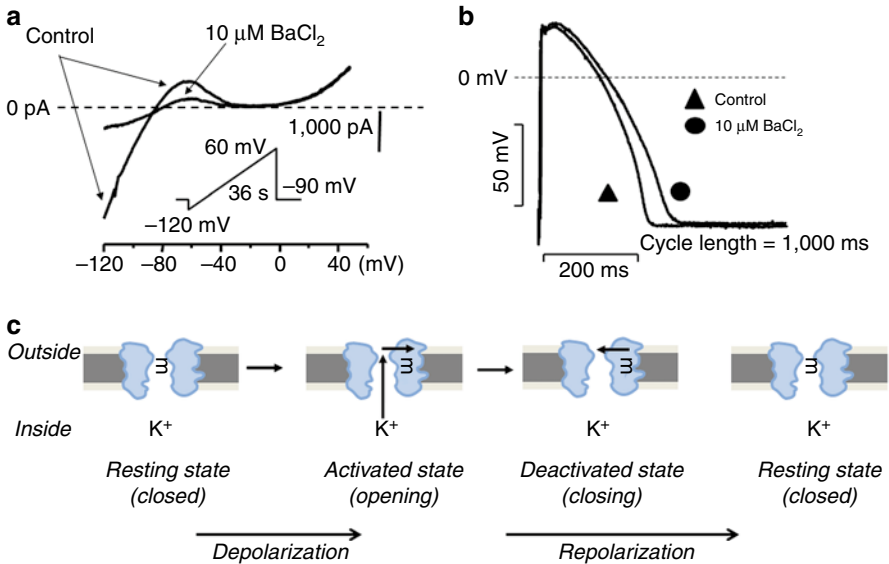 a
Control
10 μM BaCl2
0 pA
1,000 pA
60 mV
36 s
–90 mV
–120 mV
–120 –80 –40 0 40 (mV)
b
0 mV
Control
10 μM BaCl2
50 mV
Cycle length = 1,000 ms
200 ms
c
Outside
m m m m
Inside
K+ K+ K+ K+
Resting state Activated state Deactivated state Resting state
(closed) (opening) (closing) (closed)
Depolarization Repolarization